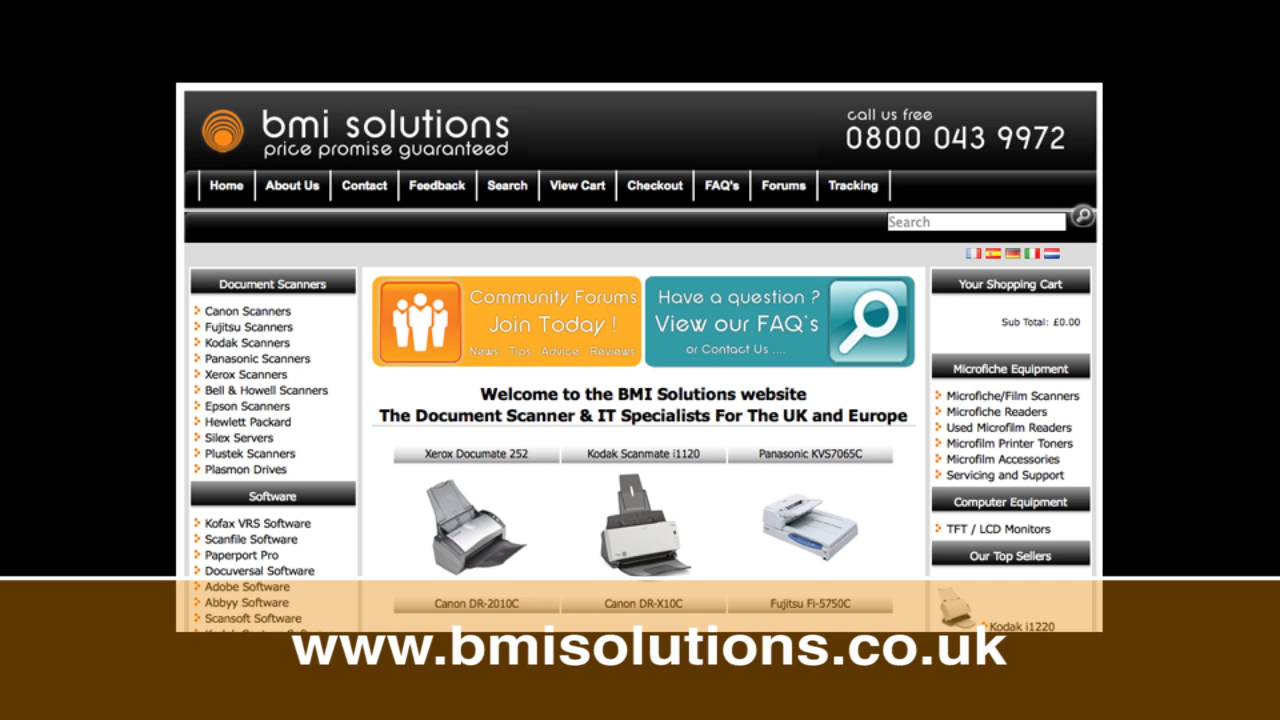 bmi solutions
price promise guaranteed
call us free
0800 043 9972
Home About Us Contact Feedback Search View Cart Checkout FAQ's Forums Tracking
Search
Document Scanners
Canon Scanners
Fujitsu Scanners
Kodak Scanners
Panasonic Scanners
Xerox Scanners
Bell & Howell Scanners
Epson Scanners
Hewlett Packard
Silex Servers
Plustek Scanners
Plasmon Drives
Software
Kofax VRS Software
Scanfile Software
Paperport Pro
Docuversal Software
Adobe Software
Abbyy Software
Scansoft Software
Community Forums
Join Today !
News Tips Advice Reviews
Have a question ?
View our FAQ's
or Contact Us ....
Welcome to the BMI Solutions website
The Document Scanner & IT Specialists For The UK and Europe
Xerox Documate 252 Kodak Scanmate i1120 Panasonic KVS7065C
Canon DR-2010C Canon DR-X10C Fujitsu Fi-5750C
Your Shopping Cart
Sub Total: £0.00
Microfiche Equipment
Microfiche/Film Scanners
Microfiche Readers
Used Microfilm Readers
Microfilm Printer Toners
Microfilm Accessories
Servicing and Support
Computer Equipment
TFT / LCD Monitors
Our Top Sellers
Kodak i1220
www.bmisolutions.co.uk